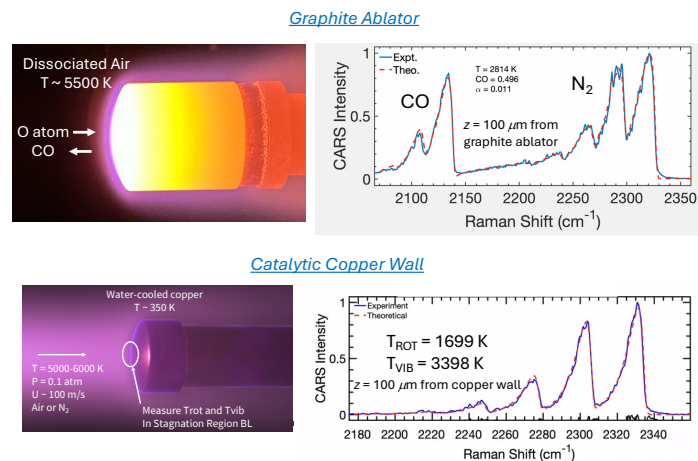 Graphite Ablator
Dissociated Air
T ~ 5500 K
O atom
CO
Expt.
Theo.
T = 2814 K
CO = 0.496
α = 0.011
CO
N2
z = 100 μm from
graphite ablator
CARS Intensity
1
0.5
0
2100
2150
2200
2250
2300
2350
Raman Shift (cm-1)
Catalytic Copper Wall
Water-cooled copper
T ~ 350 K
T = 5000-6000 K
P = 0.1 atm
U ~ 100 m/s
Air or N2
Measure Trot and Tvib
In Stagnation Region BL
Experiment
Theoretical
TROT = 1699 K
TVIB = 3398 K
z = 100 μm from copper wall
CARS Intensity
1
0.5
0
2180
2200
2220
2240
2260
2280
2300
2320
2340
Raman Shift (cm-1)